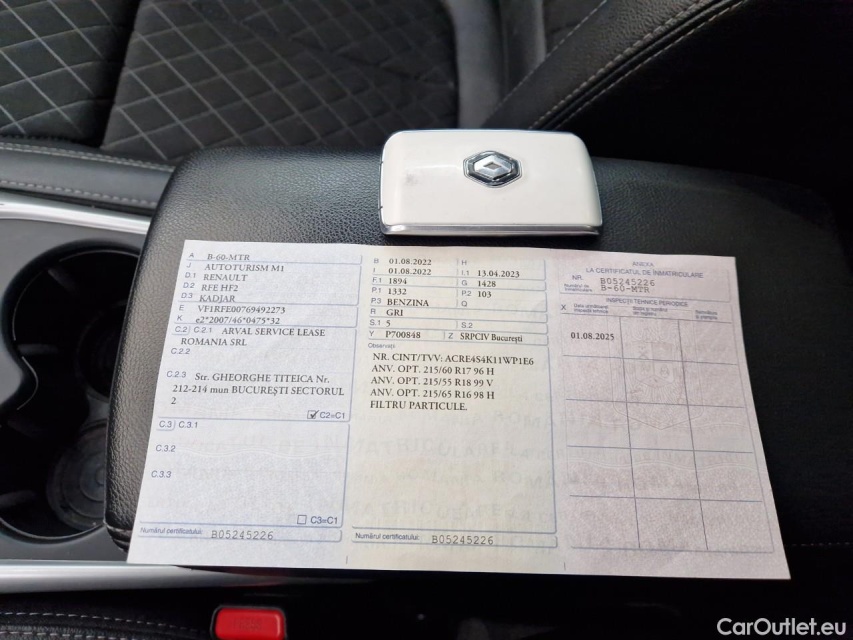 A B-60-MTR
J AUTOTURISM M1
D.1 RENAULT
D.2 RFE HF2
D.3 KADJAR
E VF1RFE00769492273
K e2*2007/46*0475*32
C.2 C.2.1 ARVAL SERVICE LEASE
ROMANIA SRL
C.2.2
C.2.3 Str. GHEORGHE TITEICA Nr.
212-214 mun BUCUREȘTI SECTORUL
2
C2=C1
C.3 C.3.1
C.3.2
C.3.3
C3=C1
Numărul certificatului: B05245226
B 01.08.2022 H
I 01.08.2022 I.1 13.04.2023
F.1 1894 G 1428
P.1 1332 P.2 103
P.3 BENZINA Q
R GRI
S.1 5 S.2
Y P700848 Z SRPCIV București
Observații
NR. CINT/TVV: ACRE4S4K11WP1E6
ANV. OPT. 215/60 R17 96 H
ANV. OPT. 215/55 R18 99 V
ANV. OPT. 215/65 R16 98 H
FILTRU PARTICULE.
Numărul certificatului: B05245226
ANEXA
LA CERTIFICATUL DE ÎNMATRICULARE
NR. B05245226
Numărul de înmatriculare B-60-MTR
INSPECȚII TEHNICE PERIODICE
X
01.08.2025
CarOutlet.eu